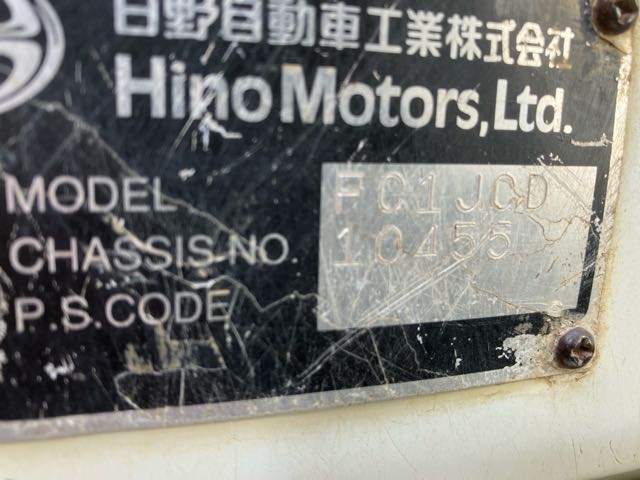 日野自動車工業株式会社
Hino Motors, Ltd.
MODEL FC1JCD
CHASSIS NO. 10455
P.S.CODE